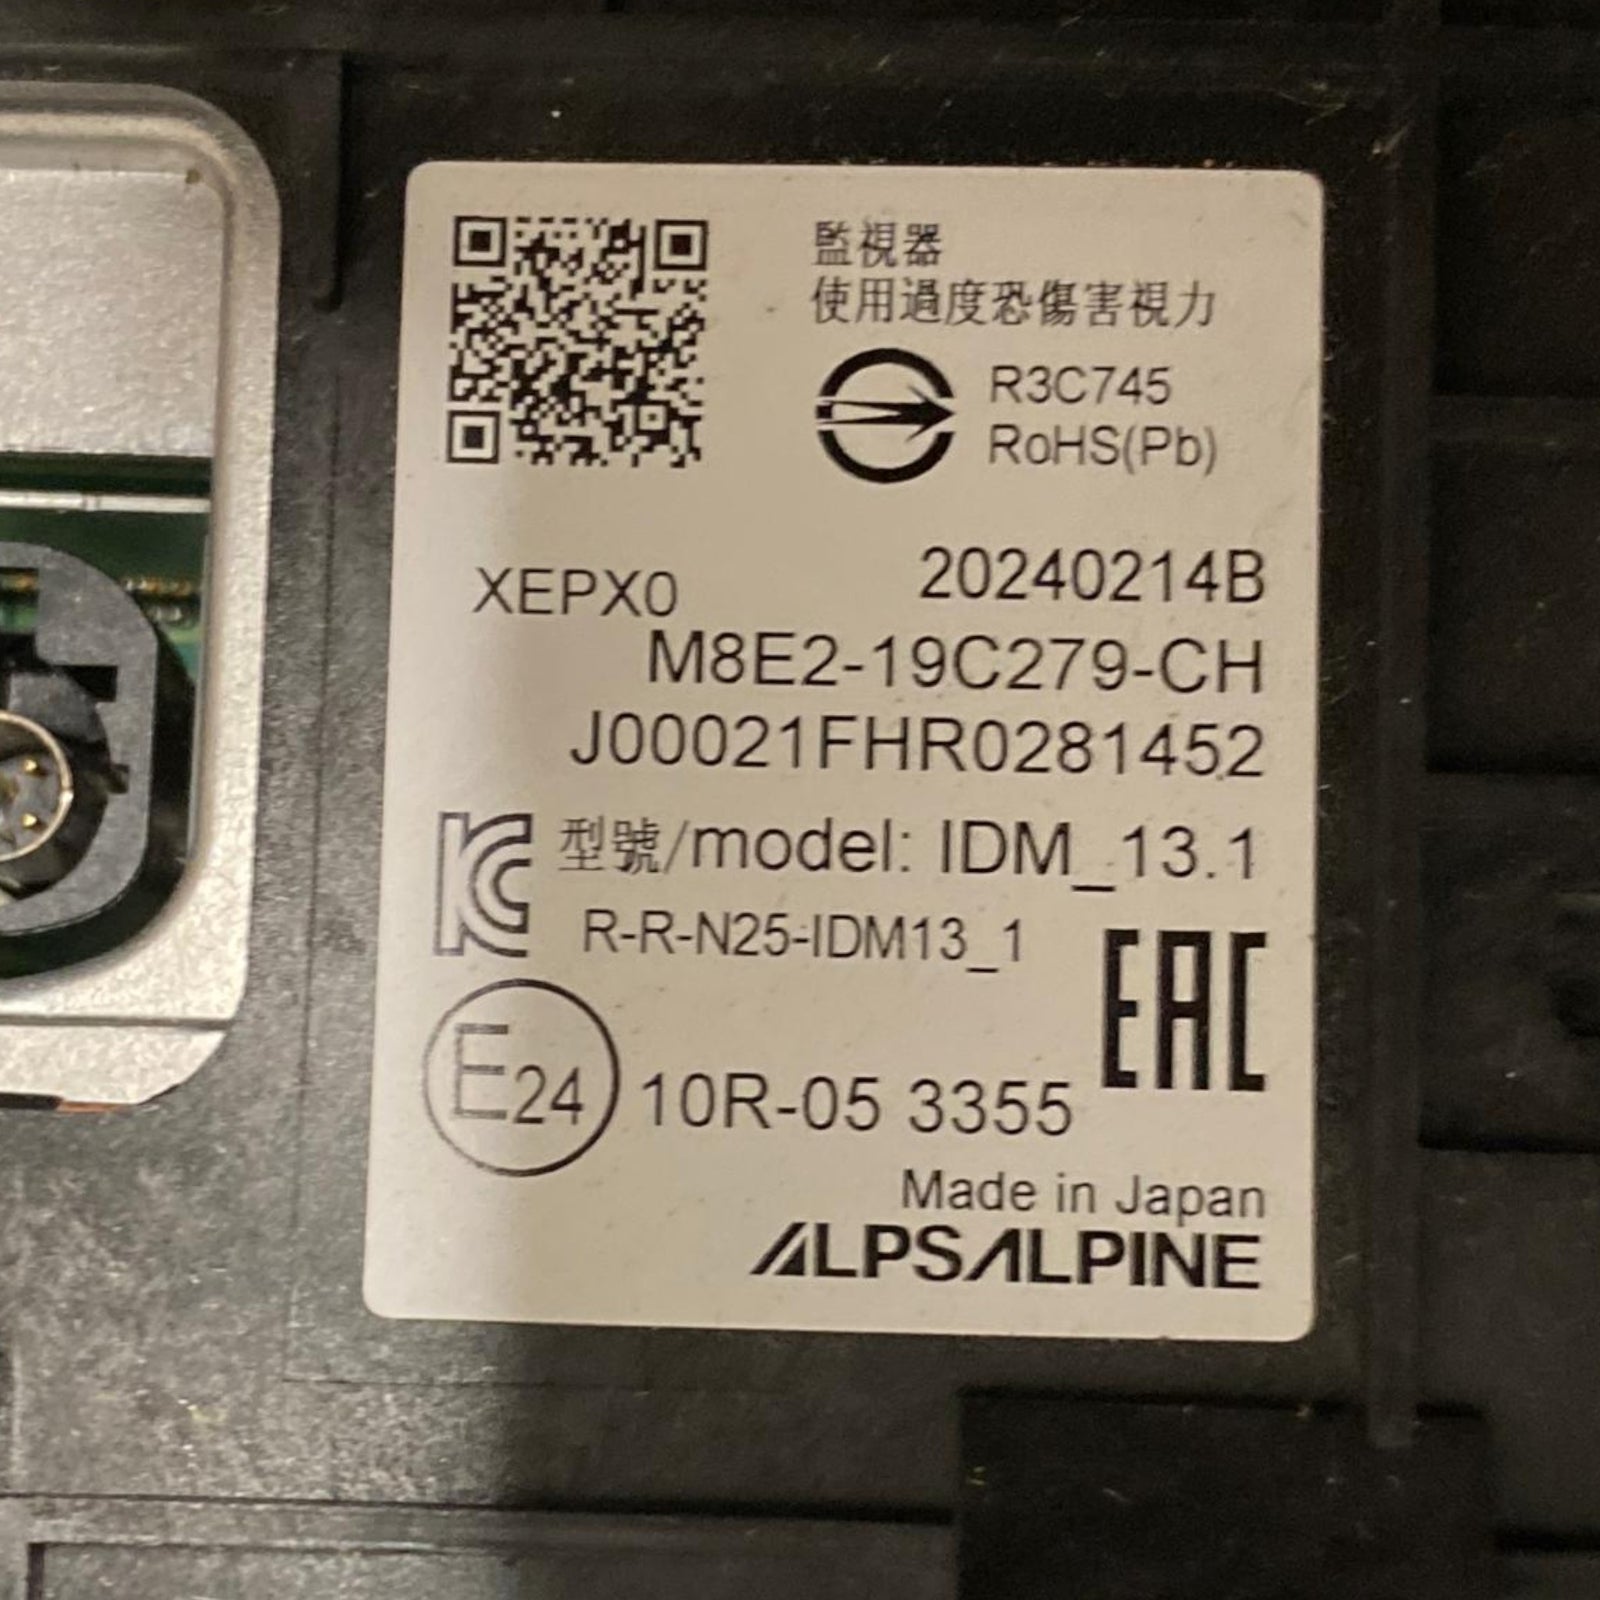 監視器
使用過度恐傷害視力
R3C745
RoHS(Pb)
XEPX0
20240214B
M8E2-19C279-CH
J00021FHR0281452
型號/model: IDM_13.1
R-R-N25-IDM13_1
EAC
E24 10R-05 3355
Made in Japan
ALPSALPINE